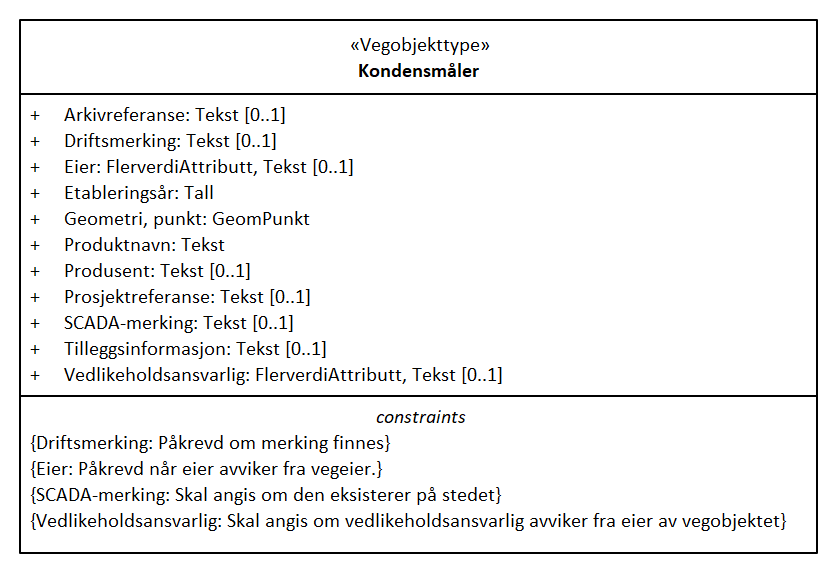 «Vegobjekttype»
Kondensmåler
+ Arkivreferanse: Tekst [0..1]
+ Driftsmerking: Tekst [0..1]
+ Eier: FlerverdiAttributt, Tekst [0..1]
+ Etableringsår: Tall
+ Geometri, punkt: GeomPunkt
+ Produktnavn: Tekst
+ Produsent: Tekst [0..1]
+ Prosjektreferanse: Tekst [0..1]
+ SCADA-merking: Tekst [0..1]
+ Tilleggsinformasjon: Tekst [0..1]
+ Vedlikeholdsansvarlig: FlerverdiAttributt, Tekst [0..1]
constraints
{Driftsmerking: Påkrevd om merking finnes}
{Eier: Påkrevd når eier avviker fra vegeier.}
{SCADA-merking: Skal angis om den eksisterer på stedet}
{Vedlikeholdsansvarlig: Skal angis om vedlikeholdsansvarlig avviker fra eier av vegobjektet}